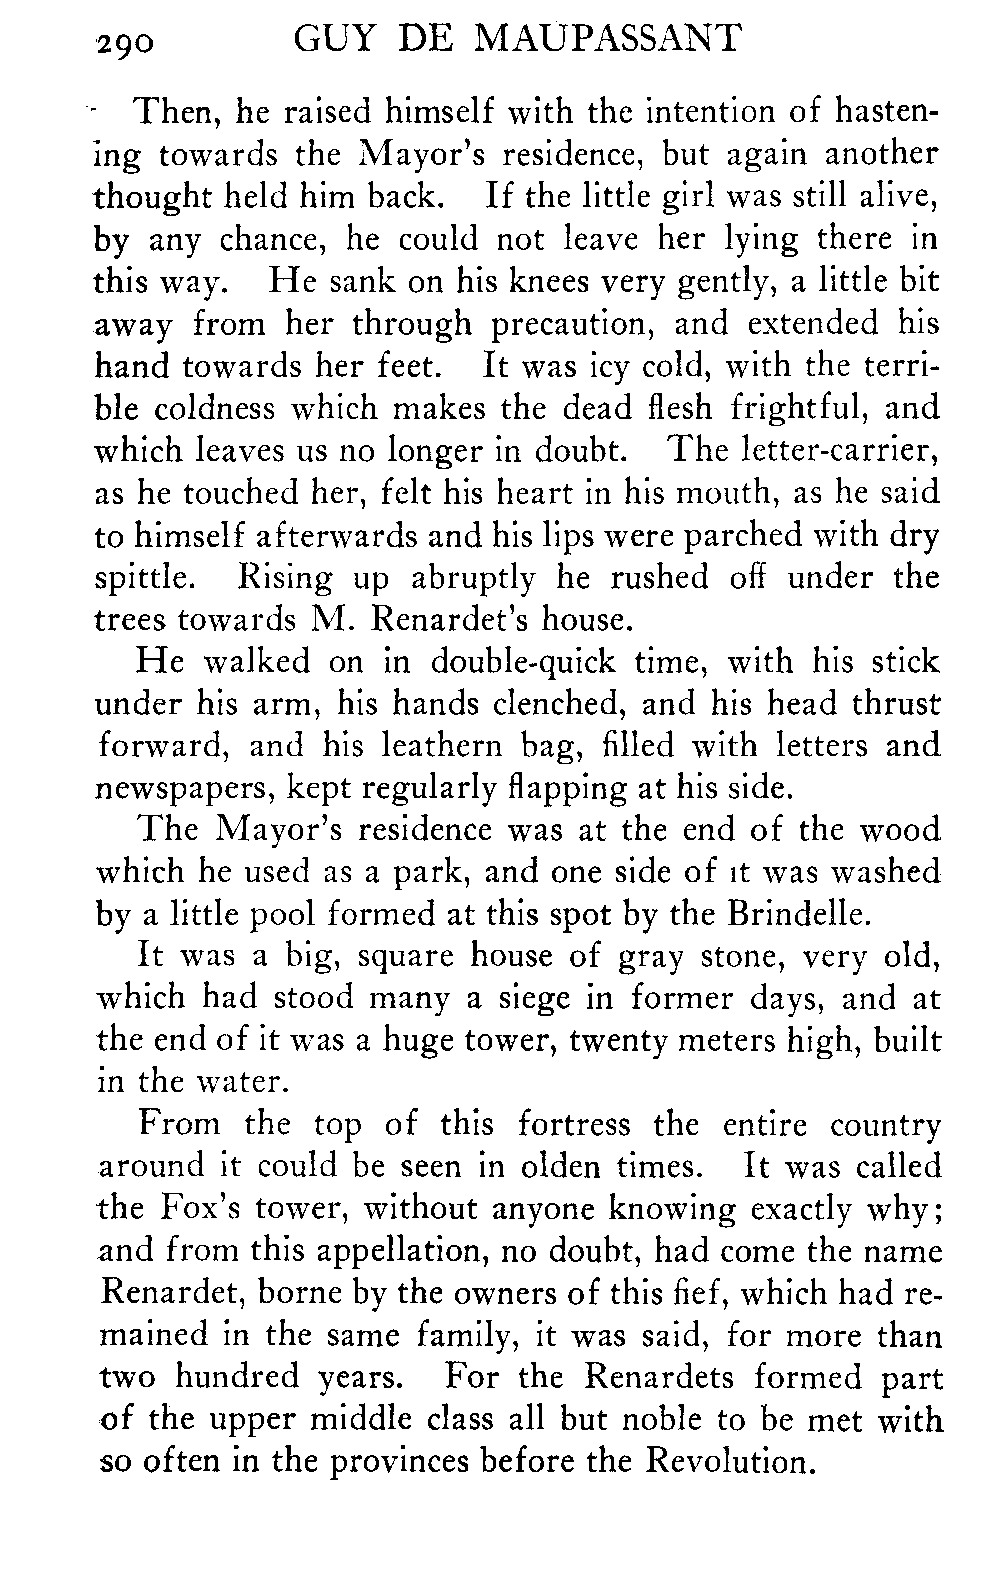 290 GUY DE MAUPASSANT
Then, he raised himself with the intention of hasten-
ing towards the Mayor's residence, but again another
thought held him back. If the little girl was still alive,
by any chance, he could not leave her lying there in
this way. He sank on his knees very gently, a little bit
away from her through precaution, and extended his
hand towards her feet. It was icy cold, with the terri-
ble coldness which makes the dead flesh frightful, and
which leaves us no longer in doubt. The letter-carrier,
as he touched her, felt his heart in his mouth, as he said
to himself afterwards and his lips were parched with dry
spittle. Rising up abruptly he rushed off under the
trees towards M. Renardet's house.
He walked on in double-quick time, with his stick
under his arm, his hands clenched, and his head thrust
forward, and his leathern bag, filled with letters and
newspapers, kept regularly flapping at his side.
The Mayor's residence was at the end of the wood
which he used as a park, and one side of it was washed
by a little pool formed at this spot by the Brindelle.
It was a big, square house of gray stone, very old,
which had stood many a siege in former days, and at
the end of it was a huge tower, twenty meters high, built
in the water.
From the top of this fortress the entire country
around it could be seen in olden times. It was called
the Fox's tower, without anyone knowing exactly why;
and from this appellation, no doubt, had come the name
Renardet, borne by the owners of this fief, which had re-
mained in the same family, it was said, for more than
two hundred years. For the Renardets formed part
of the upper middle class all but noble to be met with
so often in the provinces before the Revolution.